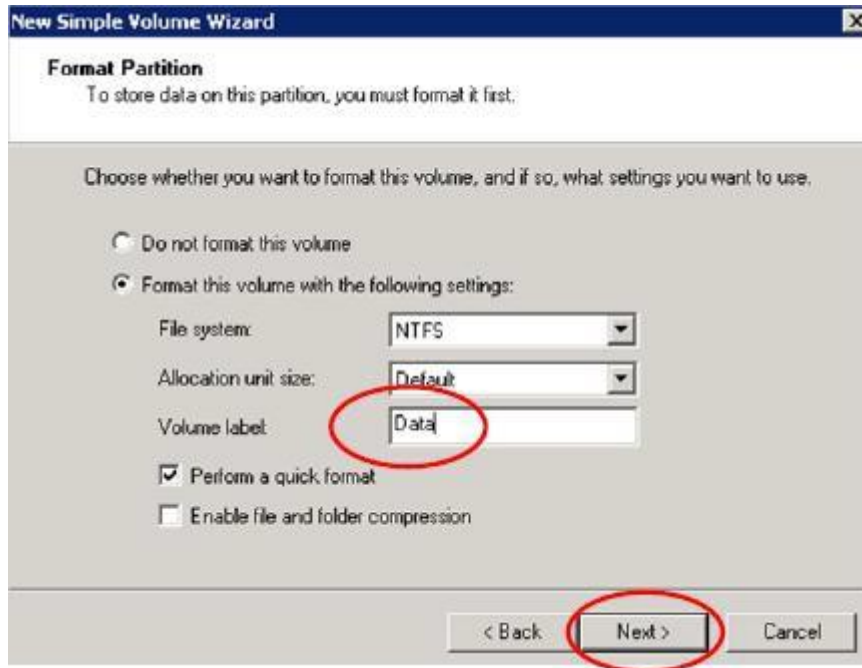 New Simple Volume Wizard
Format Partition
To store data on this partition, you must format it first.
Choose whether you want to format this volume, and if so, what settings you want to use.
Do not format this volume
Format this volume with the following settings:
File system: NTFS
Allocation unit size: Default
Volume label: Data
Perform a quick format
Enable file and folder compression
< Back Next > Cancel